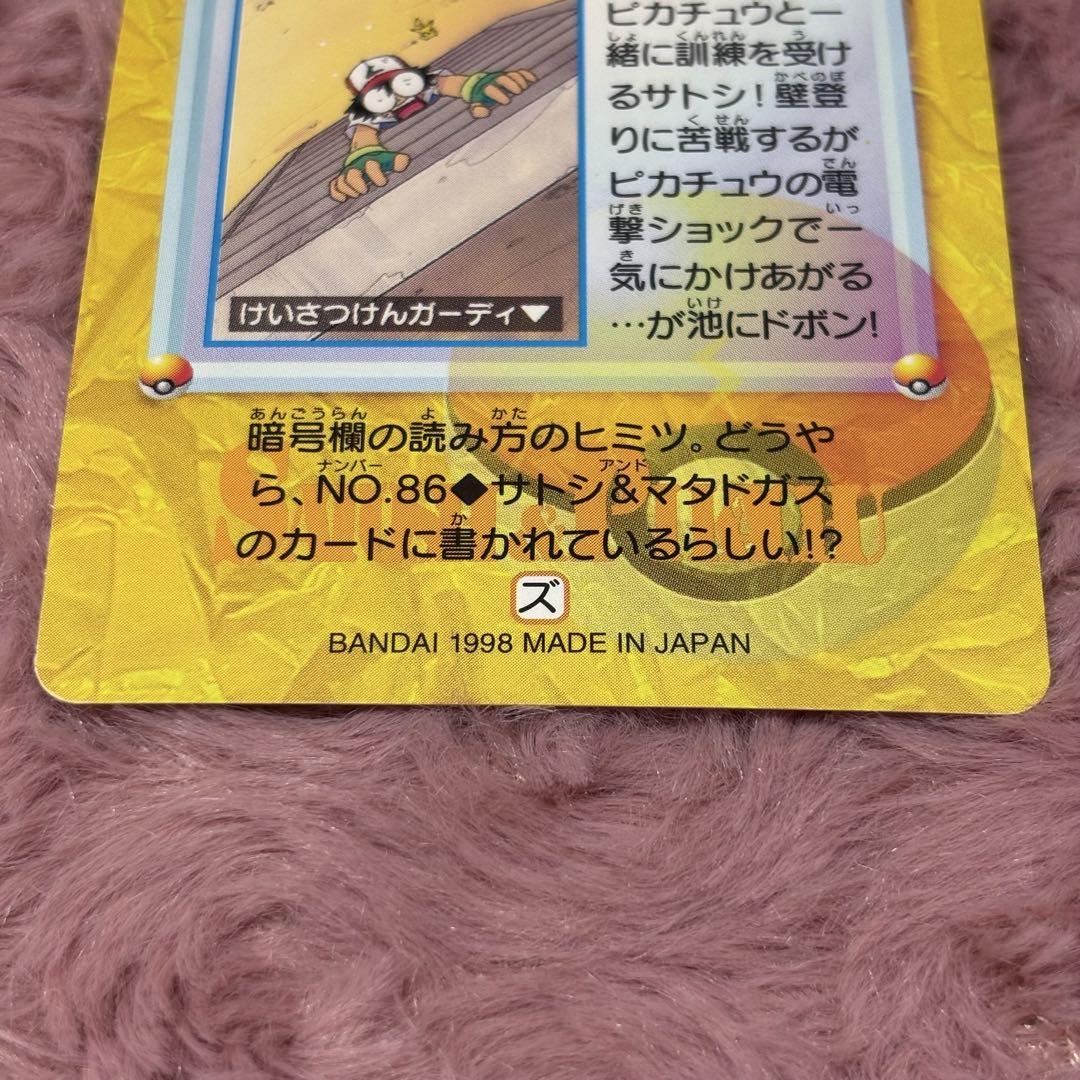 ピカチュウと一
緒に訓練を受け
るサトシ!壁登
りに苦戦するが
ピカチュウの電
撃ショックで一
気にかけあがる
…が池にドボン!
けいさつけんガーディ▼
暗号欄の読み方のヒミツ。どうや
ら、NO.86◆サトシ&マタドガス
のカードに書かれているらしい!?
ズ
BANDAI 1998 MADE IN JAPAN